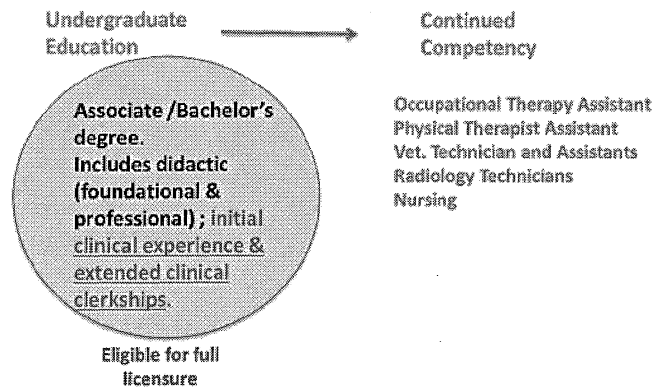 Undergraduate
Education
Continued
Competency
Associate /Bachelor's
degree.
Includes didactic
(foundational &
professional) ; initial
clinical experience &
extended clinical
clerkships.
Eligible for full
licensure
Occupational Therapy Assistant
Physical Therapist Assistant
Vet. Technician and Assistants
Radiology Technicians
Nursing